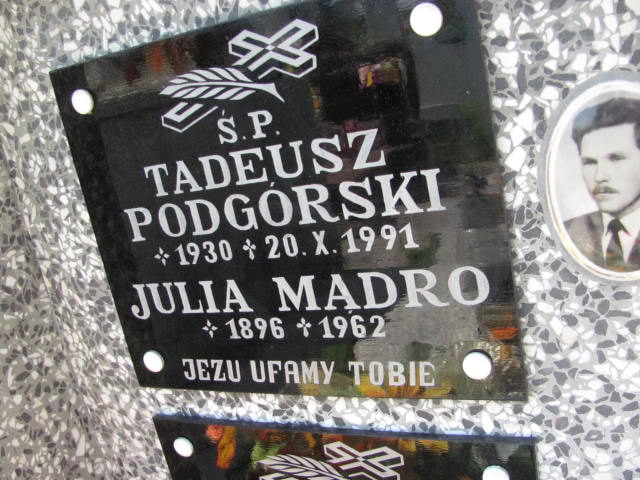 Ś.P.
TADEUSZ
PODGÓRSKI
✣ 1930 ✣ 20.X.1991
JULIA MĄDRO
✣ 1896 ✣ 1962
JEZU UFAMY TOBIE